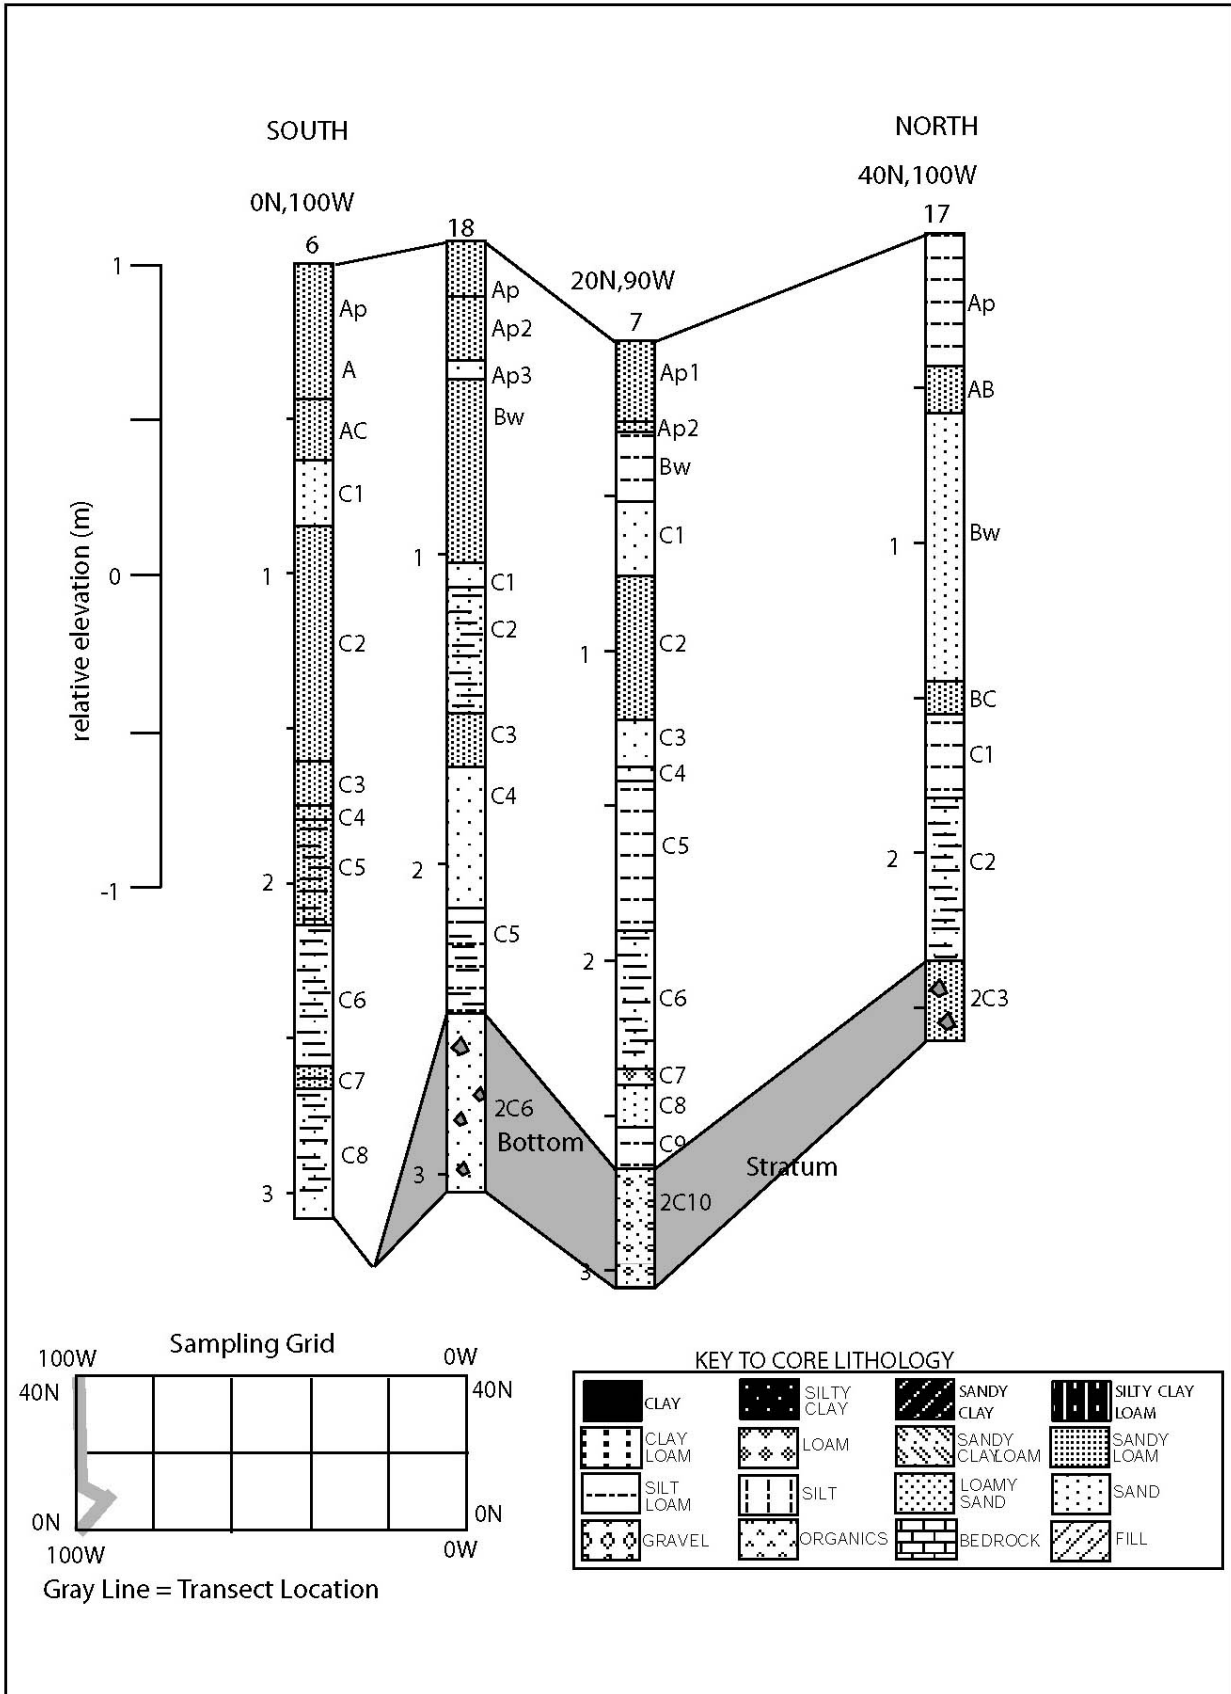 SOUTH
NORTH
0N,100W
40N,100W
6
18
20N,90W
7
17
relative elevation (m)
1
0
-1
Ap
A
AC
C1
1
C2
C3
C4
C5
2
C6
C7
C8
3
Ap
Ap2
Ap3
Bw
1
C1
C2
C3
C4
2
C5
2C6
3
Bottom
Ap1
Ap2
Bw
C1
1
C2
C3
C4
C5
2
C6
C7
C8
C9
2C10
3
Stratum
Ap
AB
1
Bw
BC
C1
2
C2
2C3
Sampling Grid
100W
0W
40N
40N
0N
0N
100W
0W
Gray Line = Transect Location
KEY TO CORE LITHOLOGY
CLAY
SILTY CLAY
SANDY CLAY
SILTY CLAY LOAM
CLAY LOAM
LOAM
SANDY CLAYLOAM
SANDY LOAM
SILT LOAM
SILT
LOAMY SAND
SAND
GRAVEL
ORGANICS
BEDROCK
FILL